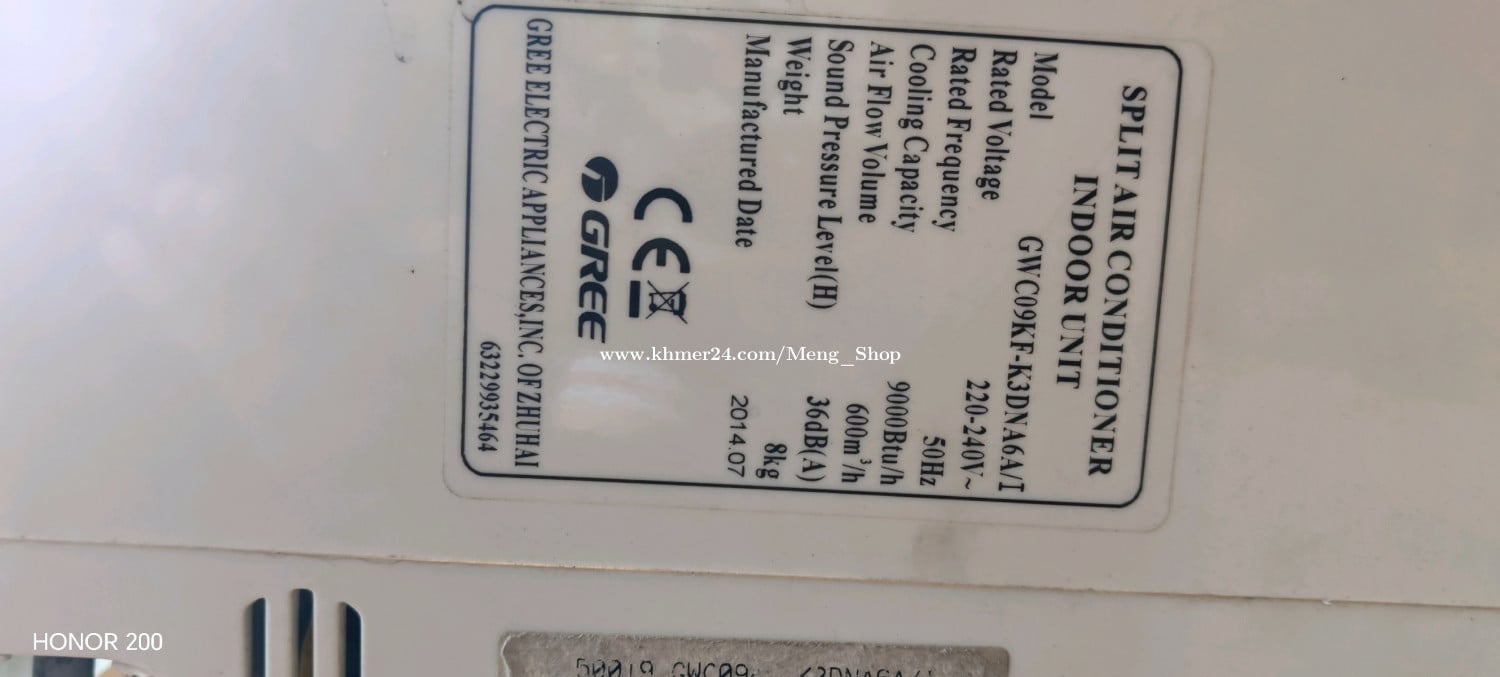 SPLIT AIR CONDITIONER
INDOOR UNIT
Model GWC09KF-K3DNA6A/I
Rated Voltage 220-240V~
Rated Frequency 50Hz
Cooling Capacity 9000Btu/h
Air Flow Volume 600m³/h
Sound Pressure Level(H) 36dB(A)
Weight 8kg
Manufactured Date 2014.07
CE
GREE
GREE ELECTRIC APPLIANCES,INC. OF ZHUHAI
63229935464
www.khmer24.com/Meng_Shop
HONOR 200
GWC09